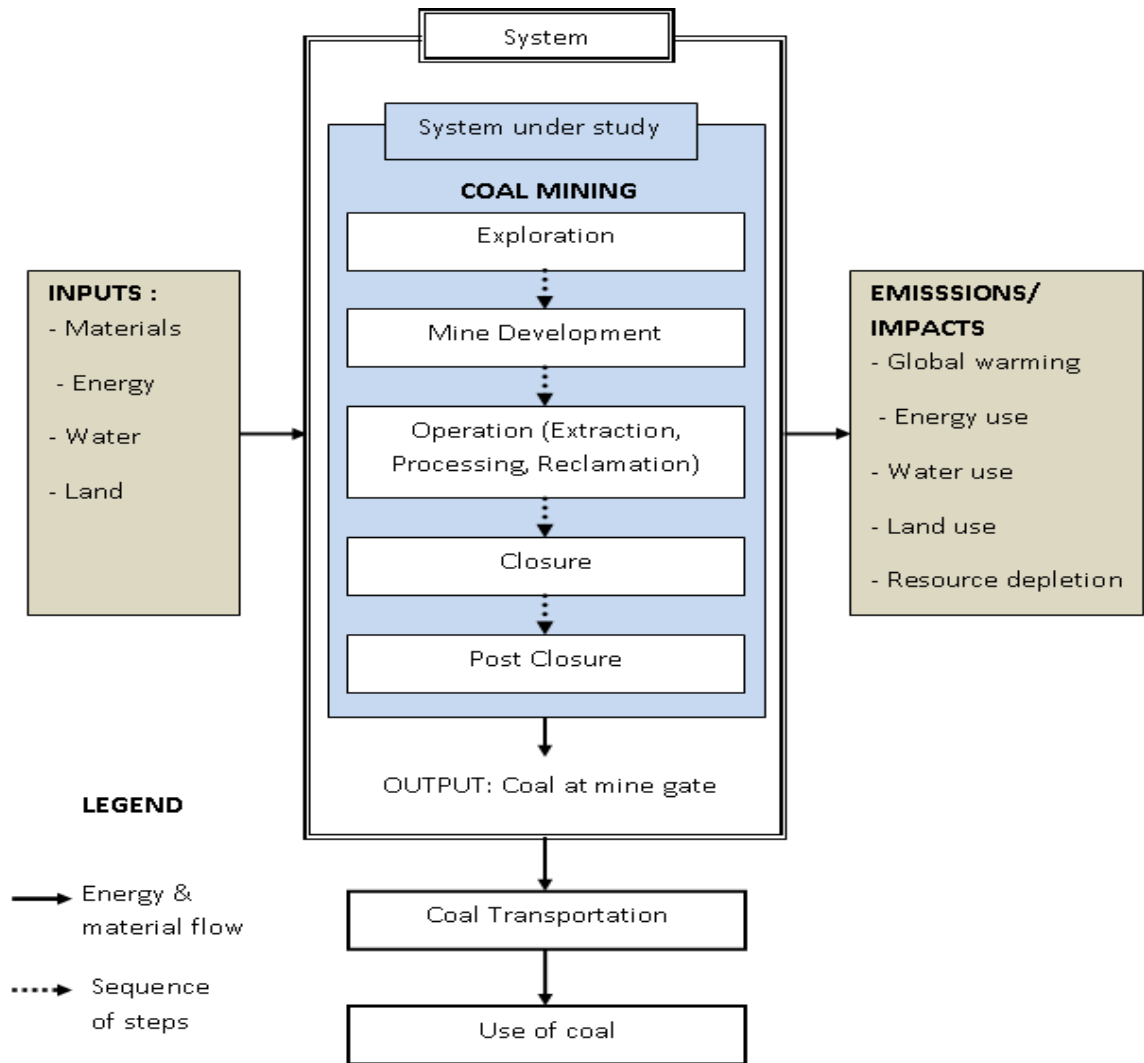 System
System under study
COAL MINING
Exploration
Mine Development
Operation (Extraction,
Processing, Reclamation)
Closure
Post Closure
OUTPUT: Coal at mine gate
INPUTS :
- Materials
- Energy
- Water
- Land
EMISSSIONS/
IMPACTS
- Global warming
- Energy use
- Water use
- Land use
- Resource depletion
Coal Transportation
Use of coal
LEGEND
Energy &
material flow
Sequence
of steps